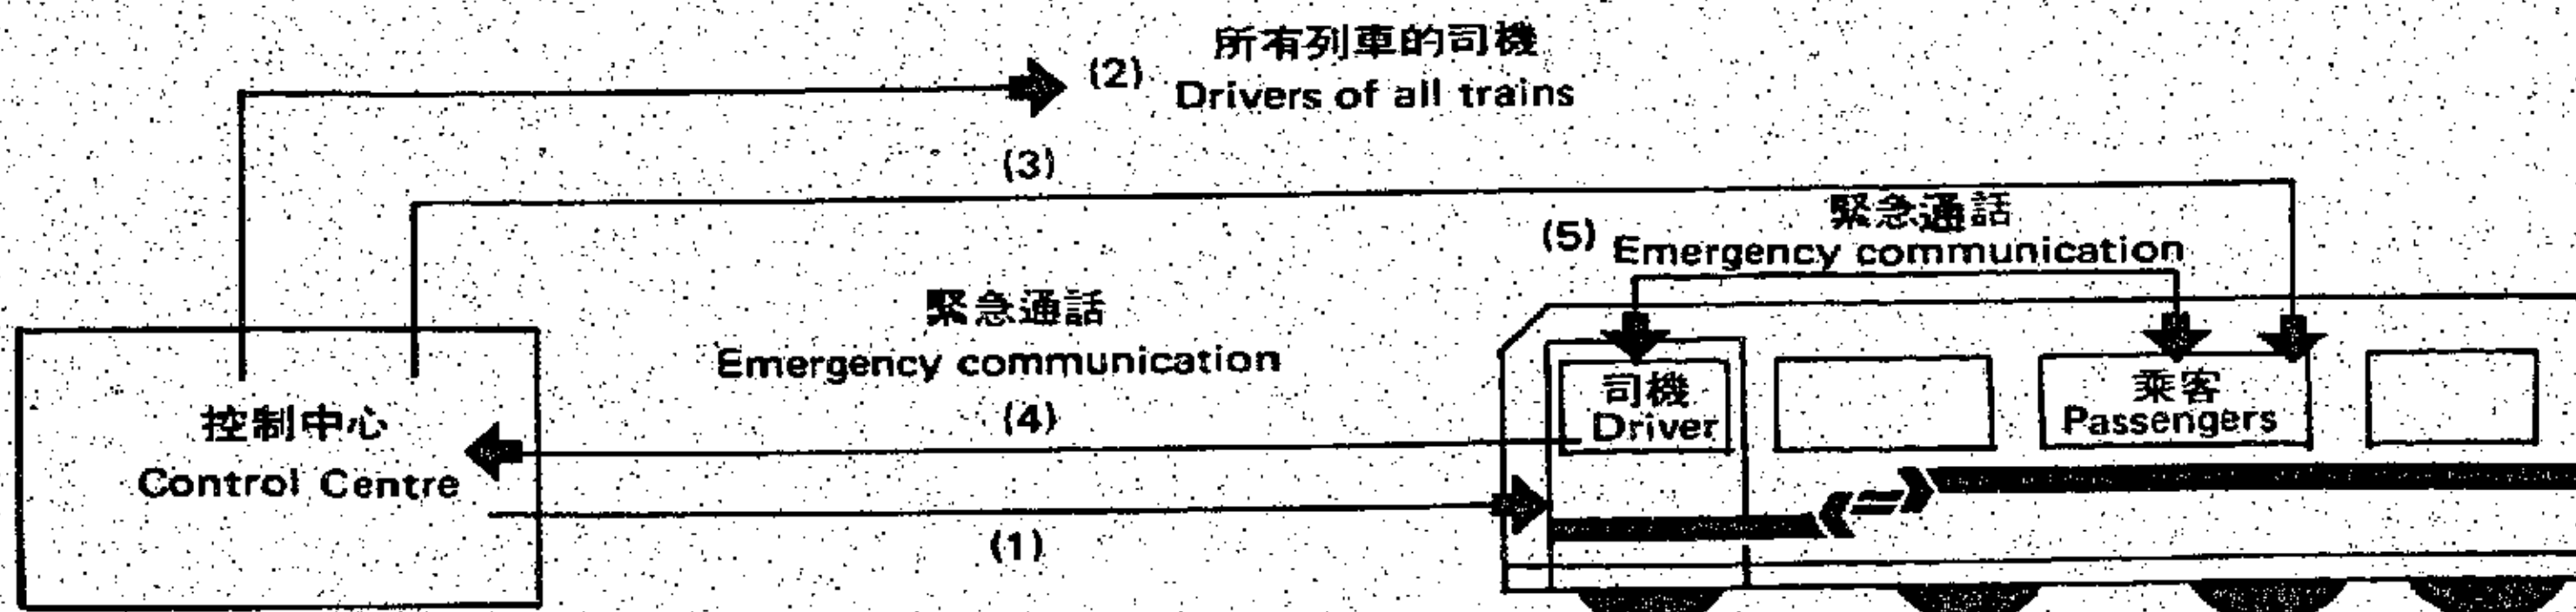 所有列車的司機
(2) Drivers of all trains
(3)
緊急通話
(5) Emergency communication
緊急通話
Emergency communication
(4)
司機
Driver
乘客
Passengers
控制中心
Control Centre
(1)